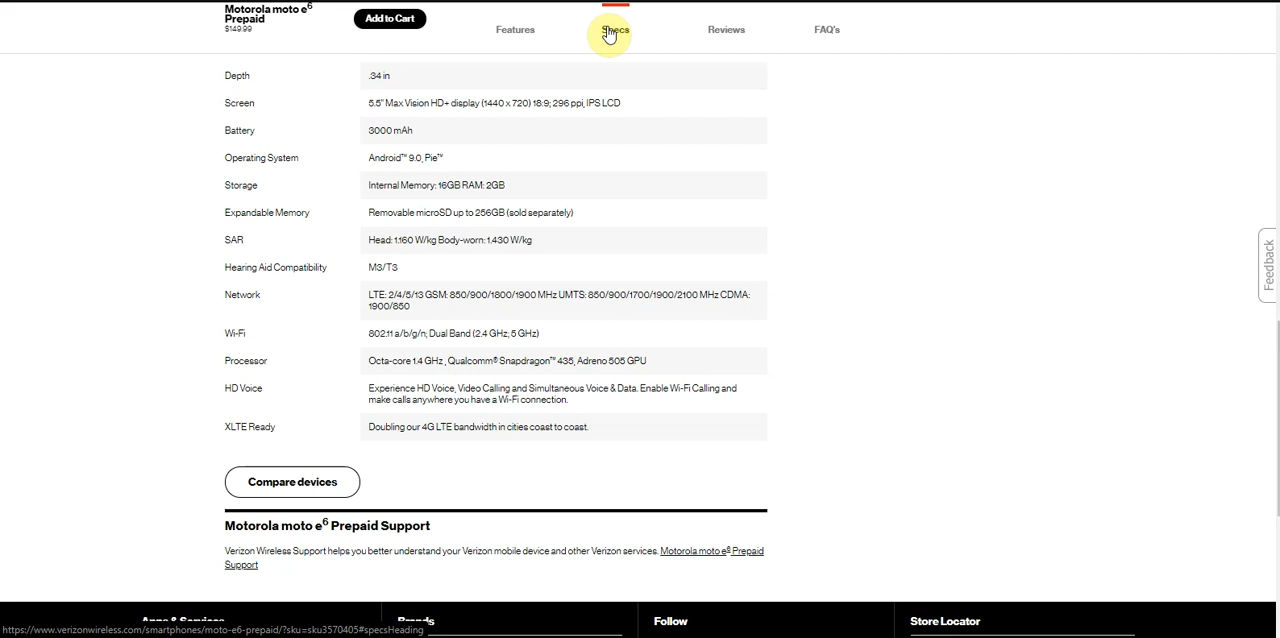 Motorola moto e6
Prepaid
$149.99
Add to Cart
Features
Specs
Reviews
FAQ's
Depth .34 in
Screen 5.5" Max Vision HD+ display (1440 x 720) 18:9; 296 ppi, IPS LCD
Battery 3000 mAh
Operating System Android™ 9.0, Pie™
Storage Internal Memory: 16GB RAM: 2GB
Expandable Memory Removable microSD up to 256GB (sold separately)
SAR Head: 1.160 W/kg Body-worn: 1.430 W/kg
Hearing Aid Compatibility M3/T3
Network LTE: 2/4/5/13 GSM: 850/900/1800/1900 MHz UMTS: 850/900/1700/1900/2100 MHz CDMA:
1900/850
Wi-Fi 802.11 a/b/g/n; Dual Band (2.4 GHz; 5 GHz)
Processor Octa-core 1.4 GHz , Qualcomm® Snapdragon™ 435, Adreno 505 GPU
HD Voice Experience HD Voice, Video Calling and Simultaneous Voice & Data. Enable Wi-Fi Calling and
make calls anywhere you have a Wi-Fi connection.
XLTE Ready Doubling our 4G LTE bandwidth in cities coast to coast.
Feedback
Compare devices
Motorola moto e6 Prepaid Support
Verizon Wireless Support helps you better understand your Verizon mobile device and other Verizon services. Motorola moto e6 Prepaid
Support
Apps & Services
Brands
Follow
Store Locator
https://www.verizonwireless.com/smartphones/moto-e6-prepaid/?sku=sku3570405#specsHeading